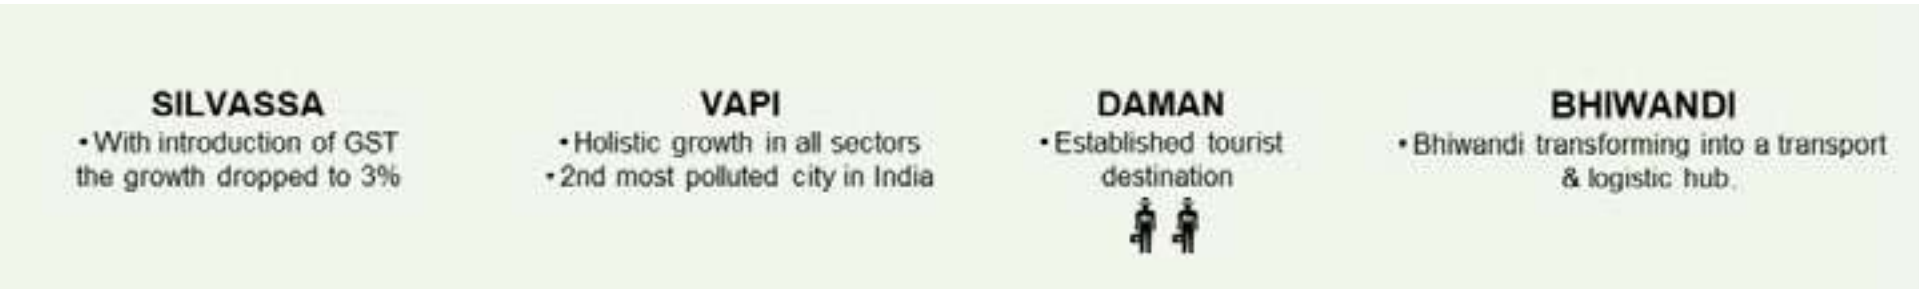 SILVASSA
• With introduction of GST
the growth dropped to 3%
VAPI
• Holistic growth in all sectors
• 2nd most polluted city in India
DAMAN
• Established tourist
destination
BHIWANDI
• Bhiwandi transforming into a transport
& logistic hub.